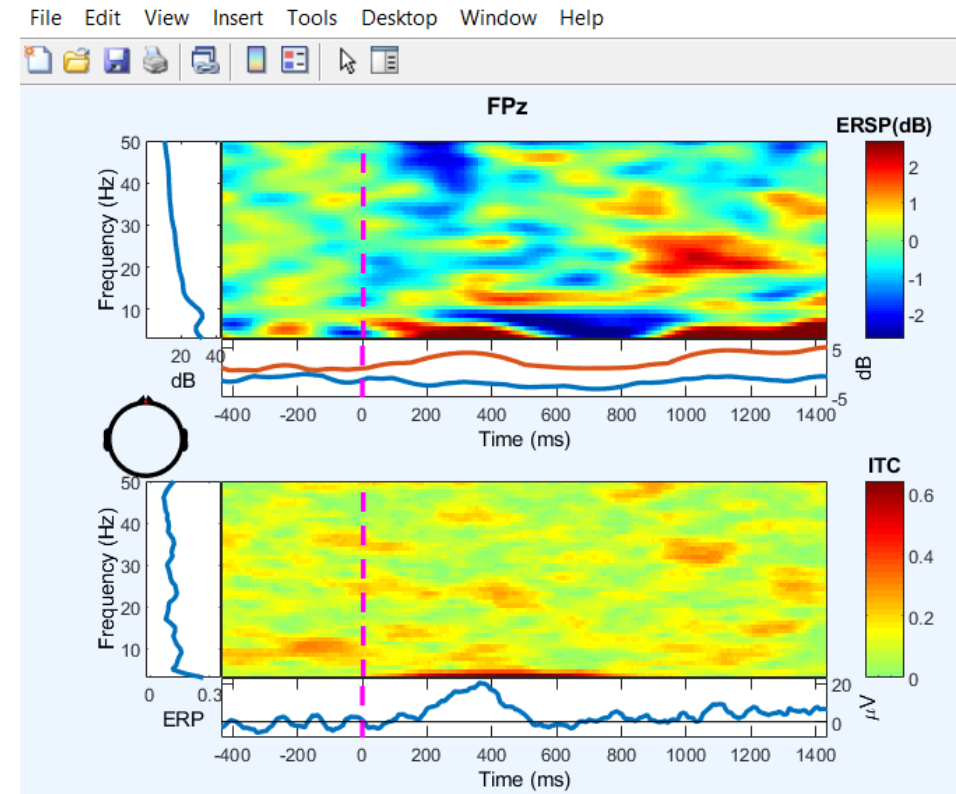 File Edit View Insert Tools Desktop Window Help
FPz
ERSP(dB)
Frequency (Hz)
50
40
30
20
10
20 40
dB
2
1
0
-1
-2
5
-5
dB
-400 -200 0 200 400 600 800 1000 1200 1400
Time (ms)
ITC
Frequency (Hz)
50
40
30
20
10
0 0.3
ERP
0.6
0.4
0.2
0
20
0
μV
-400 -200 0 200 400 600 800 1000 1200 1400
Time (ms)